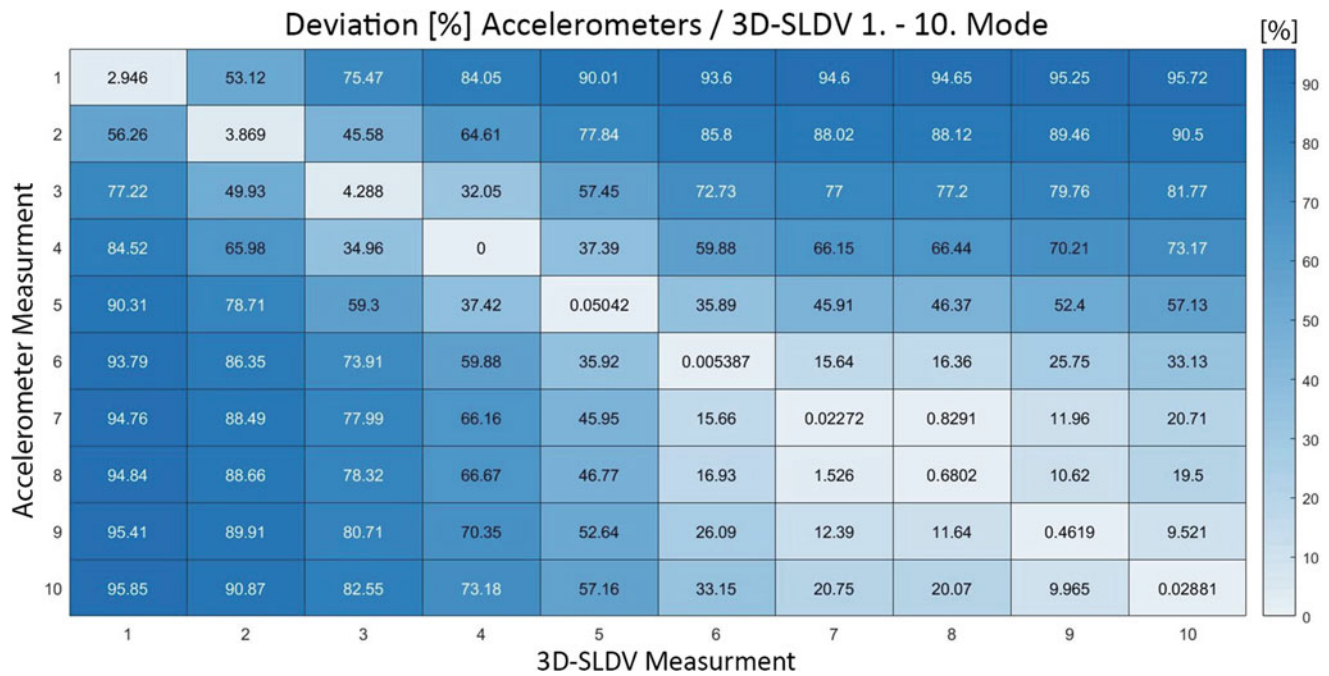 Deviation [%] Accelerometers / 3D-SLDV 1. - 10. Mode
[%]
1 2.946 53.12 75.47 84.05 90.01 93.6 94.6 94.65 95.25 95.72
2 56.26 3.869 45.58 64.61 77.84 85.8 88.02 88.12 89.46 90.5
3 77.22 49.93 4.288 32.05 57.45 72.73 77 77.2 79.76 81.77
4 84.52 65.98 34.96 0 37.39 59.88 66.15 66.44 70.21 73.17
5 90.31 78.71 59.3 37.42 0.05042 35.89 45.91 46.37 52.4 57.13
6 93.79 86.35 73.91 59.88 35.92 0.005387 15.64 16.36 25.75 33.13
7 94.76 88.49 77.99 66.16 45.95 15.66 0.02272 0.8291 11.96 20.71
8 94.84 88.66 78.32 66.67 46.77 16.93 1.526 0.6802 10.62 19.5
9 95.41 89.91 80.71 70.35 52.64 26.09 12.39 11.64 0.4619 9.521
10 95.85 90.87 82.55 73.18 57.16 33.15 20.75 20.07 9.965 0.02881
1 2 3 4 5 6 7 8 9 10
3D-SLDV Measurment
Accelerometer Measurment
90
80
70
60
50
40
30
20
10
0